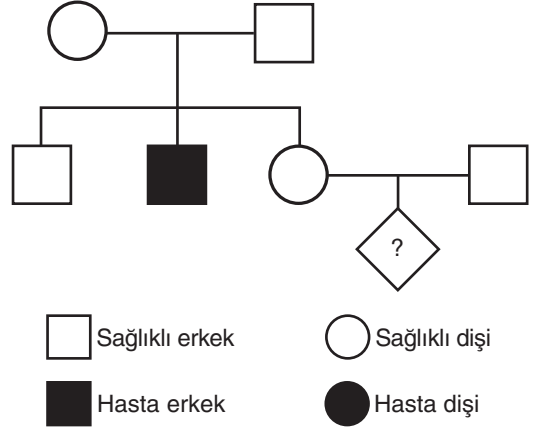 ?
Sağlıklı erkek
Sağlıklı dişi
Hasta erkek
Hasta dişi